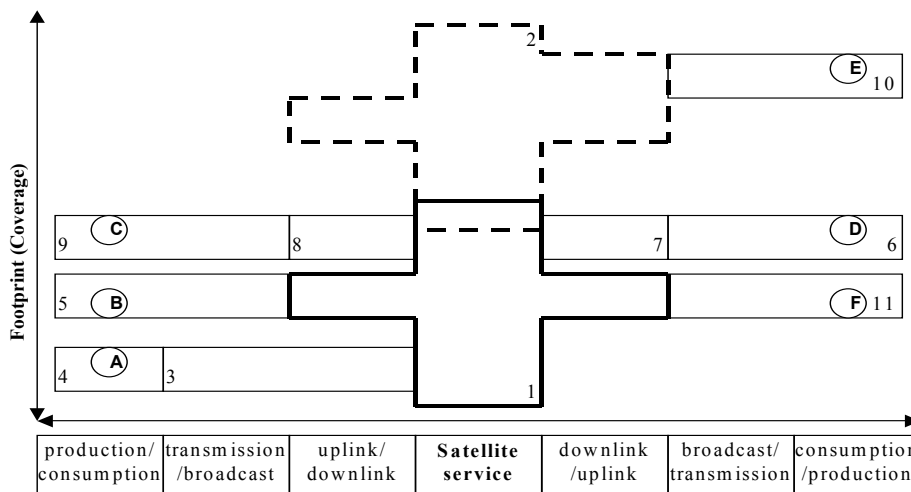 2
E
10
C
9
8
D
7
6
B
5
F
11
A
4
3
1
Footprint (Coverage)
production/
consumption
transmission
/broadcast
uplink/
downlink
Satellite
service
downlink
/uplink
broadcast/
transmission
consumption
/production